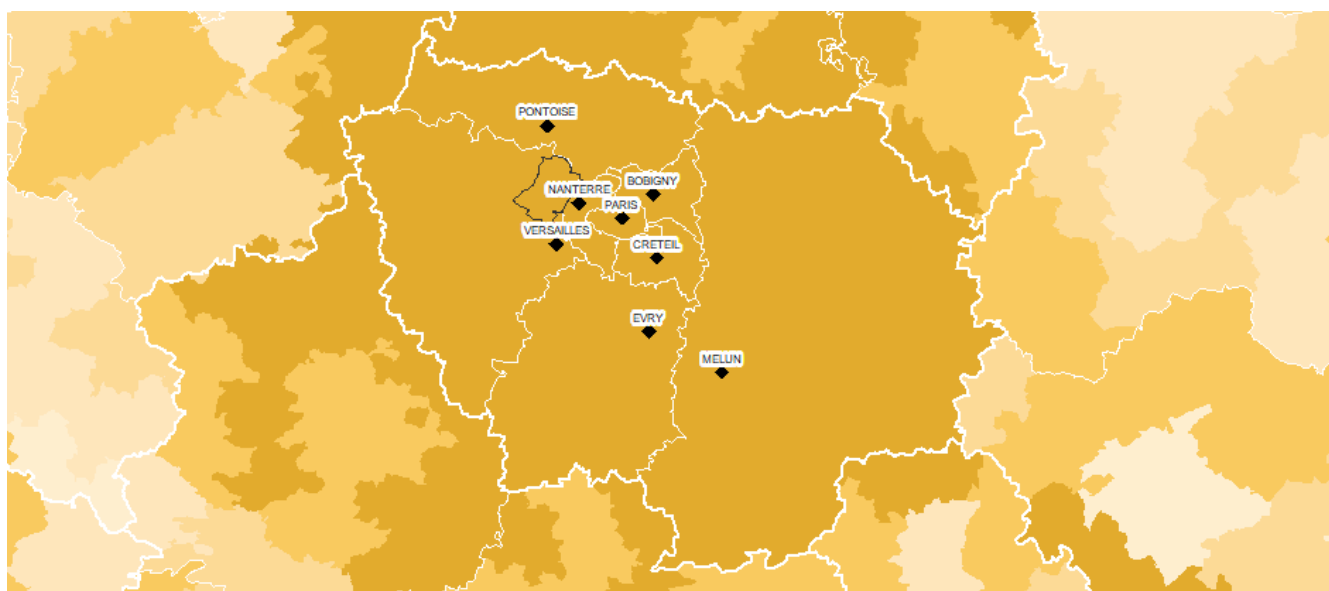 PONTOISE
BOBIGNY
NANTERRE
PARIS
VERSAILLES
CRETEIL
EVRY
MELUN